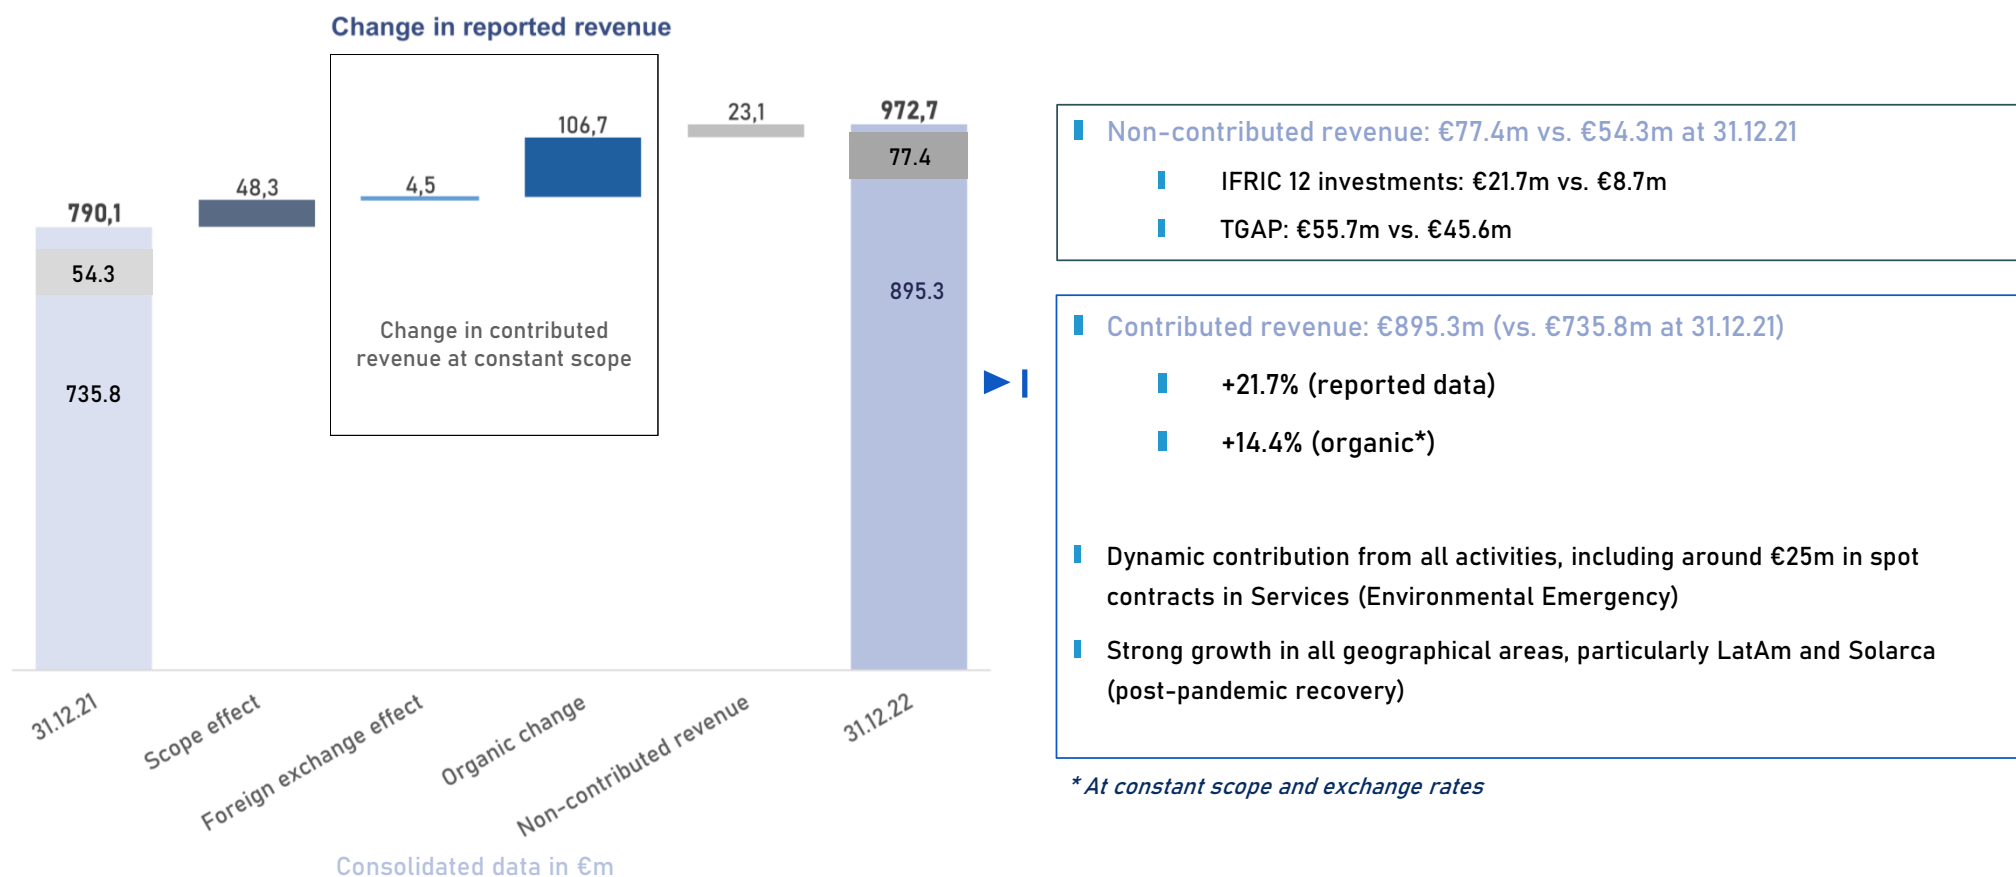 Change in reported revenue
790,1
54.3
735.8
48,3
4,5
106,7
Change in contributed
revenue at constant scope
23,1
972,7
77.4
895.3
31.12.21
Scope effect
Foreign exchange effect
Organic change
Non-contributed revenue
31.12.22
Consolidated data in €m
Non-contributed revenue: €77.4m vs. €54.3m at 31.12.21
IFRIC 12 investments: €21.7m vs. €8.7m
TGAP: €55.7m vs. €45.6m
Contributed revenue: €895.3m (vs. €735.8m at 31.12.21)
+21.7% (reported data)
+14.4% (organic*)
Dynamic contribution from all activities, including around €25m in spot
contracts in Services (Environmental Emergency)
Strong growth in all geographical areas, particularly LatAm and Solarca
(post-pandemic recovery)
* At constant scope and exchange rates